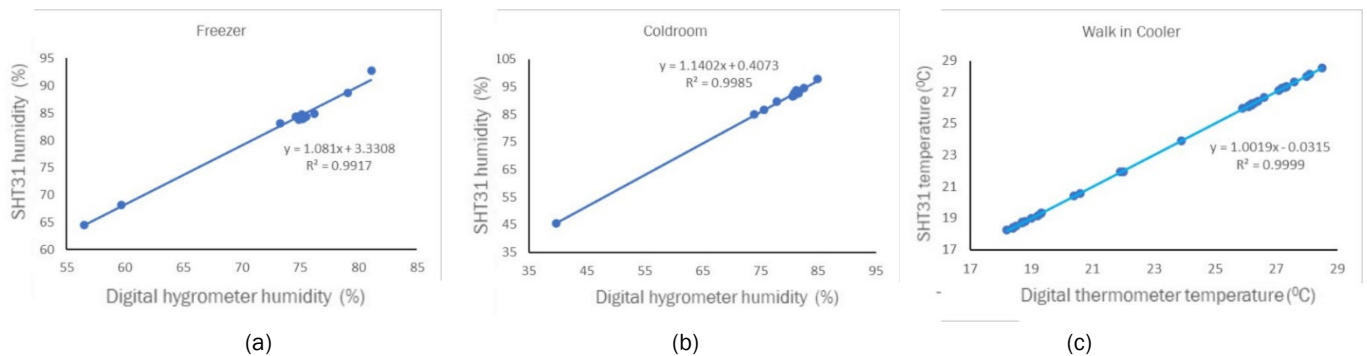 Freezer
SHT31 humidity (%)
95
90
85
80
75
70
65
60
y = 1.081x + 3.3308
R² = 0.9917
55
60
65
70
75
80
85
Digital hygrometer humidity (%)
(a)
Coldroom
SHT31 humidity (%)
105
95
85
75
65
55
45
35
y = 1.1402x + 0.4073
R² = 0.9985
35
45
55
65
75
85
95
Digital hygrometer humidity (%)
(b)
Walk in Cooler
SHT31 temperature (⁰C)
29
27
25
23
21
19
17
y = 1.0019x - 0.0315
R² = 0.9999
17
19
21
23
25
27
29
Digital thermometer temperature (⁰C)
(c)